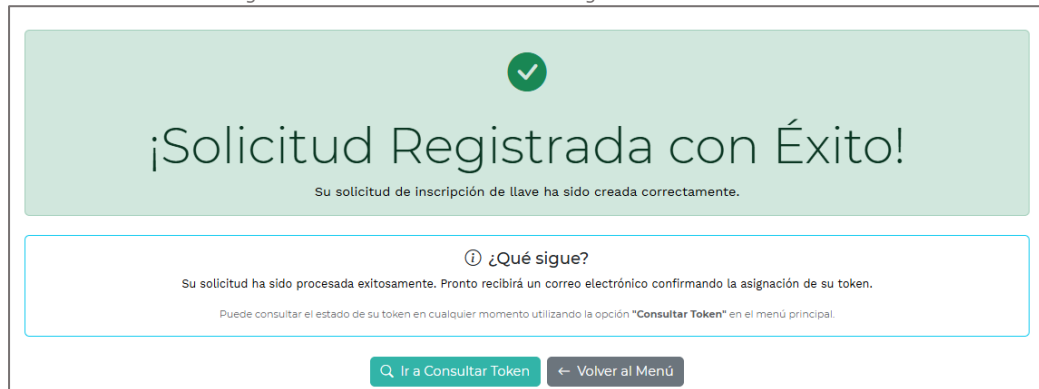 ¡Solicitud Registrada con Éxito!
Su solicitud de inscripción de llave ha sido creada correctamente.
¿Qué sigue?
Su solicitud ha sido procesada exitosamente. Pronto recibirá un correo electrónico confirmando la asignación de su token.
Puede consultar el estado de su token en cualquier momento utilizando la opción "Consultar Token" en el menú principal.
Ir a Consultar Token
← Volver al Menú